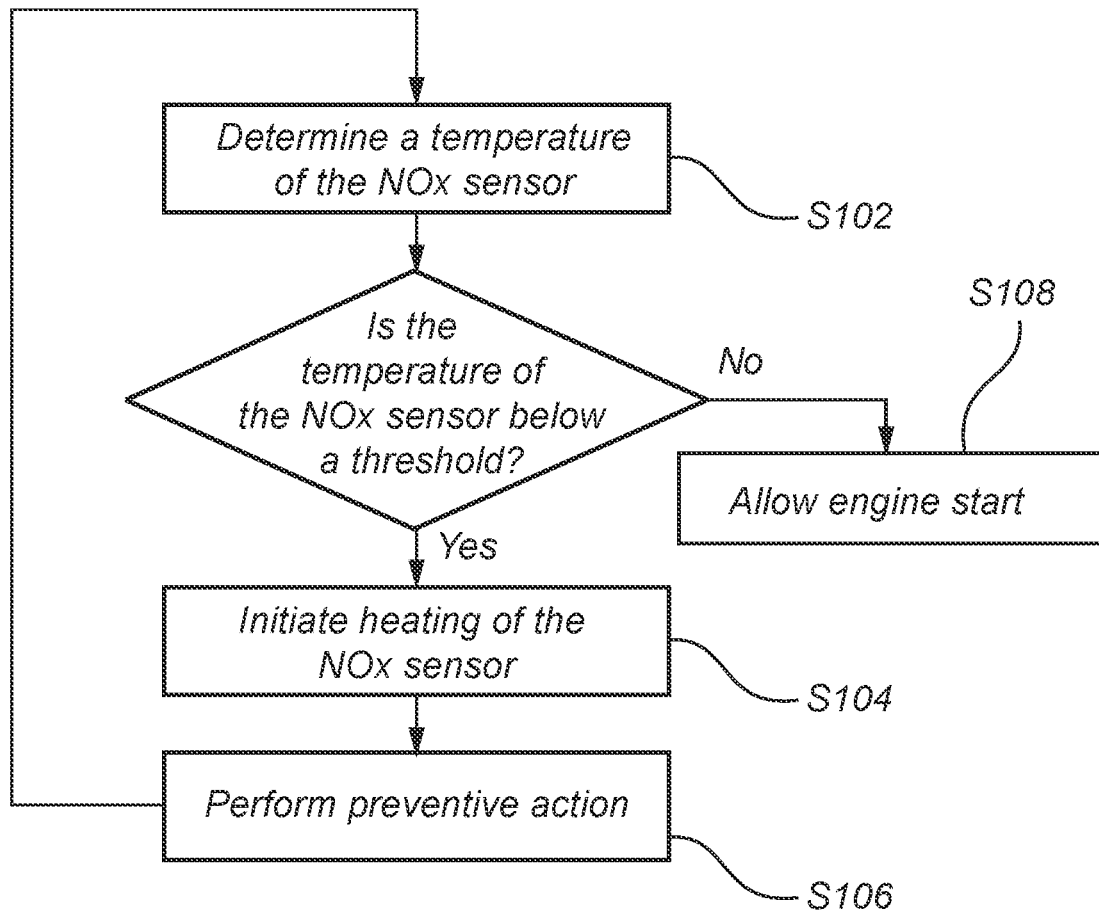 Determine a temperature
of the NOx sensor
S102
Is the
temperature of
the NOx sensor below
a threshold?
No
S108
Allow engine start
Yes
Initiate heating of the
NOx sensor
S104
Perform preventive action
S106